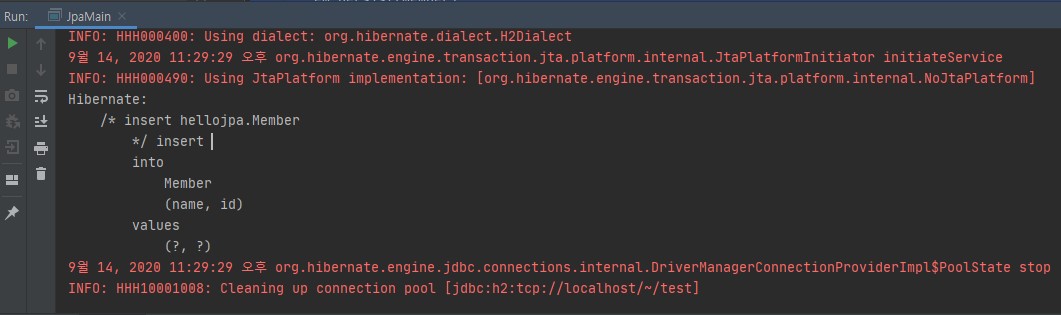 Run: JpaMain
INFO: HHH000400: Using dialect: org.hibernate.dialect.H2Dialect
9월 14, 2020 11:29:29 오후 org.hibernate.engine.transaction.jta.platform.internal.JtaPlatformInitiator initiateService
INFO: HHH000490: Using JtaPlatform implementation: [org.hibernate.engine.transaction.jta.platform.internal.NoJtaPlatform]
Hibernate:
/* insert hellojpa.Member
*/ insert
into
Member
(name, id)
values
(?, ?)
9월 14, 2020 11:29:29 오후 org.hibernate.engine.jdbc.connections.internal.DriverManagerConnectionProviderImpl$PoolState stop
INFO: HHH10001008: Cleaning up connection pool [jdbc:h2:tcp://localhost/~/test]